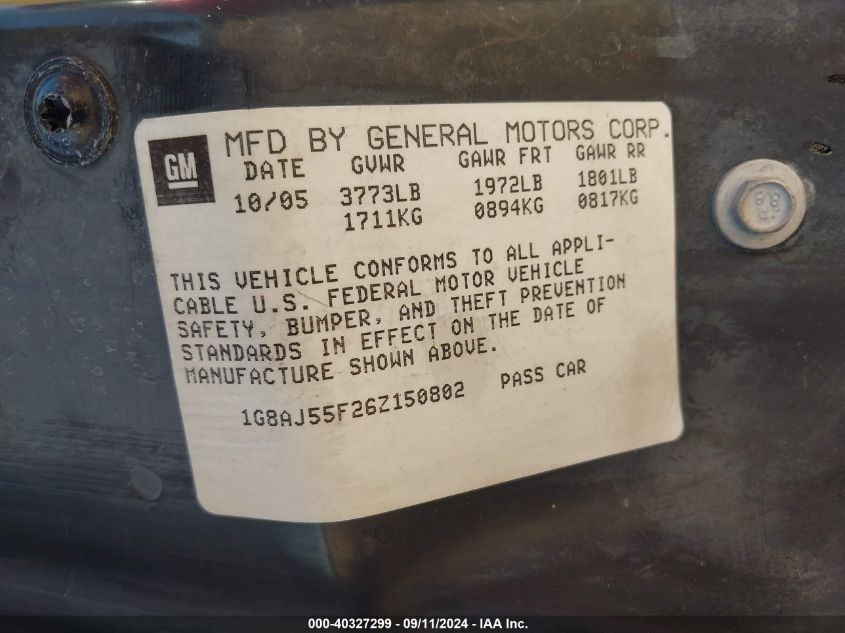 GM
MFD BY GENERAL MOTORS CORP.
DATE GVWR GAWR FRT GAWR RR
10/05 3773LB 1972LB 1801LB
1711KG 0894KG 0817KG
THIS VEHICLE CONFORMS TO ALL APPLI-
CABLE U.S. FEDERAL MOTOR VEHICLE
SAFETY, BUMPER, AND THEFT PREVENTION
STANDARDS IN EFFECT ON THE DATE OF
MANUFACTURE SHOWN ABOVE.
1G8AJ55F26Z150802 PASS CAR
8.8
000-40327299 - 09/11/2024 - IAA Inc.